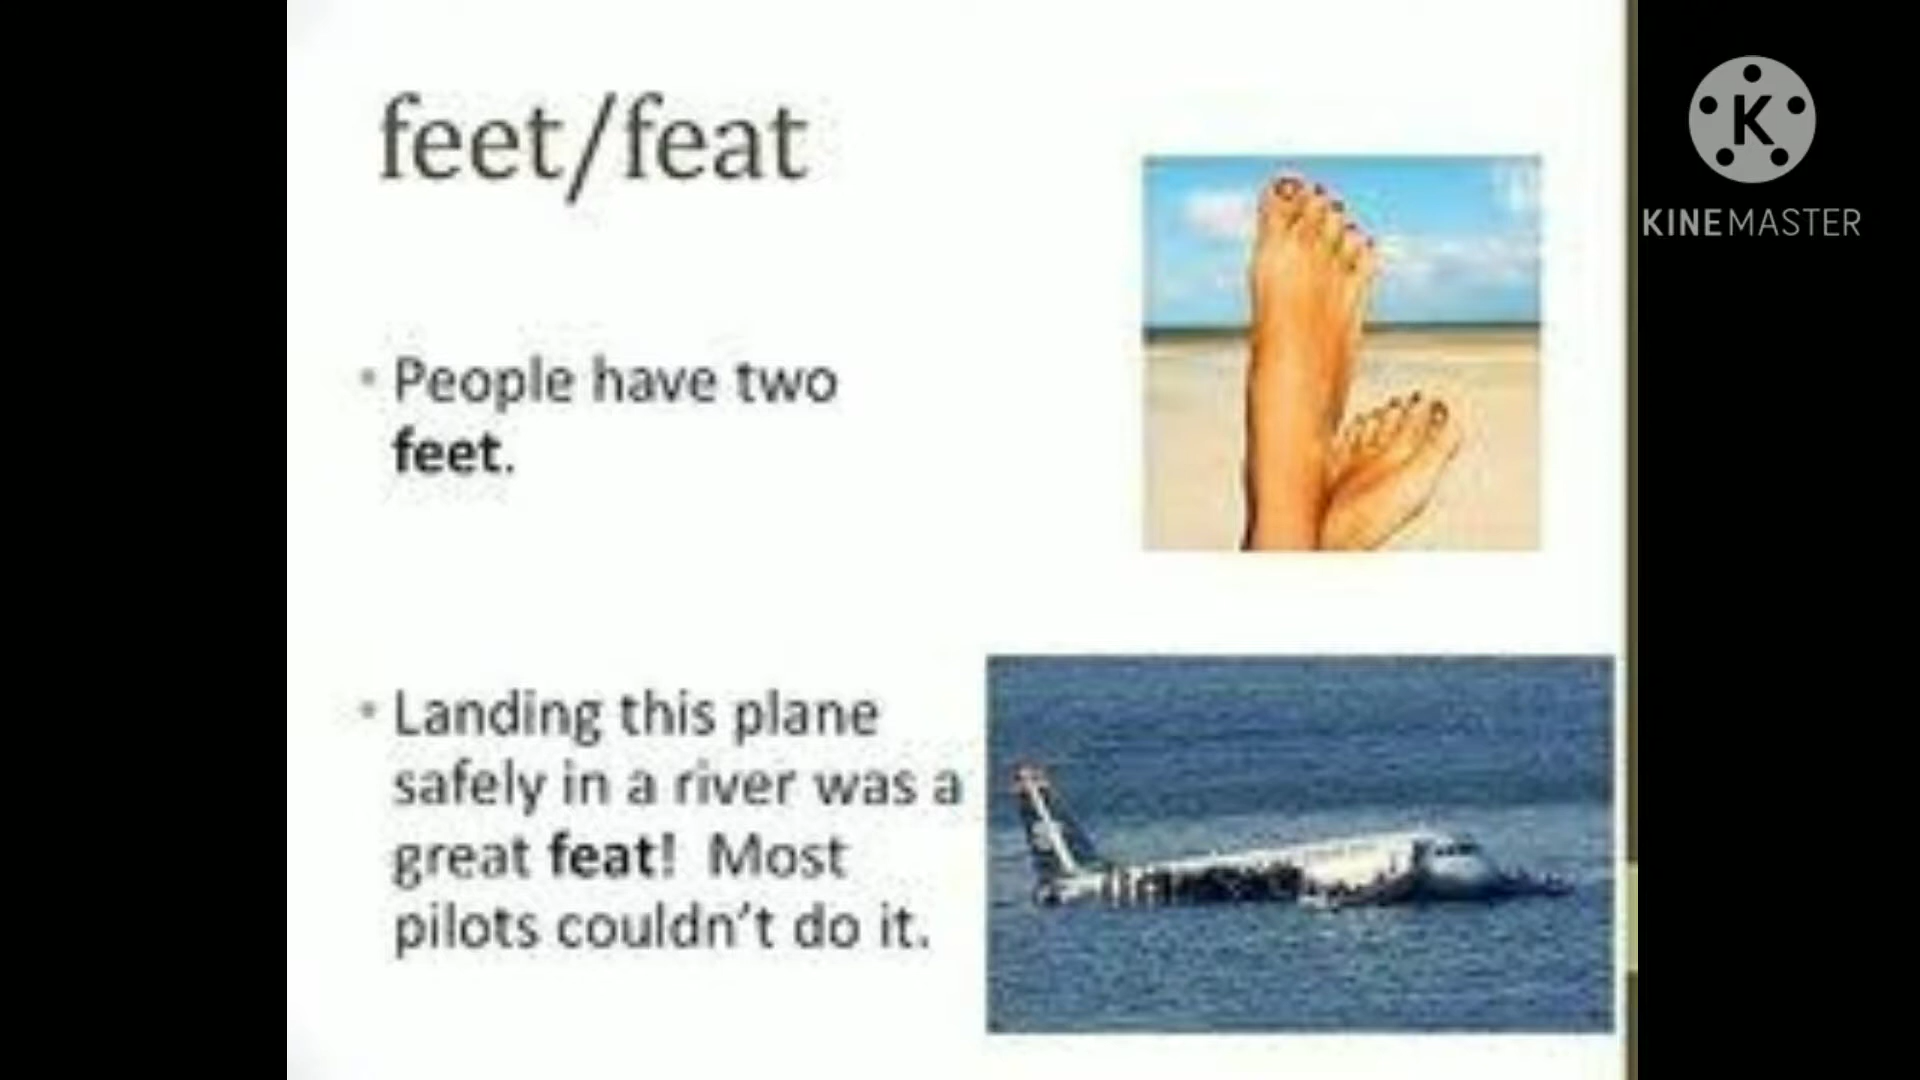 feet/feat
• People have two
feet.
• Landing this plane
safely in a river was a
great feat! Most
pilots couldn't do it.
K
KINEMASTER